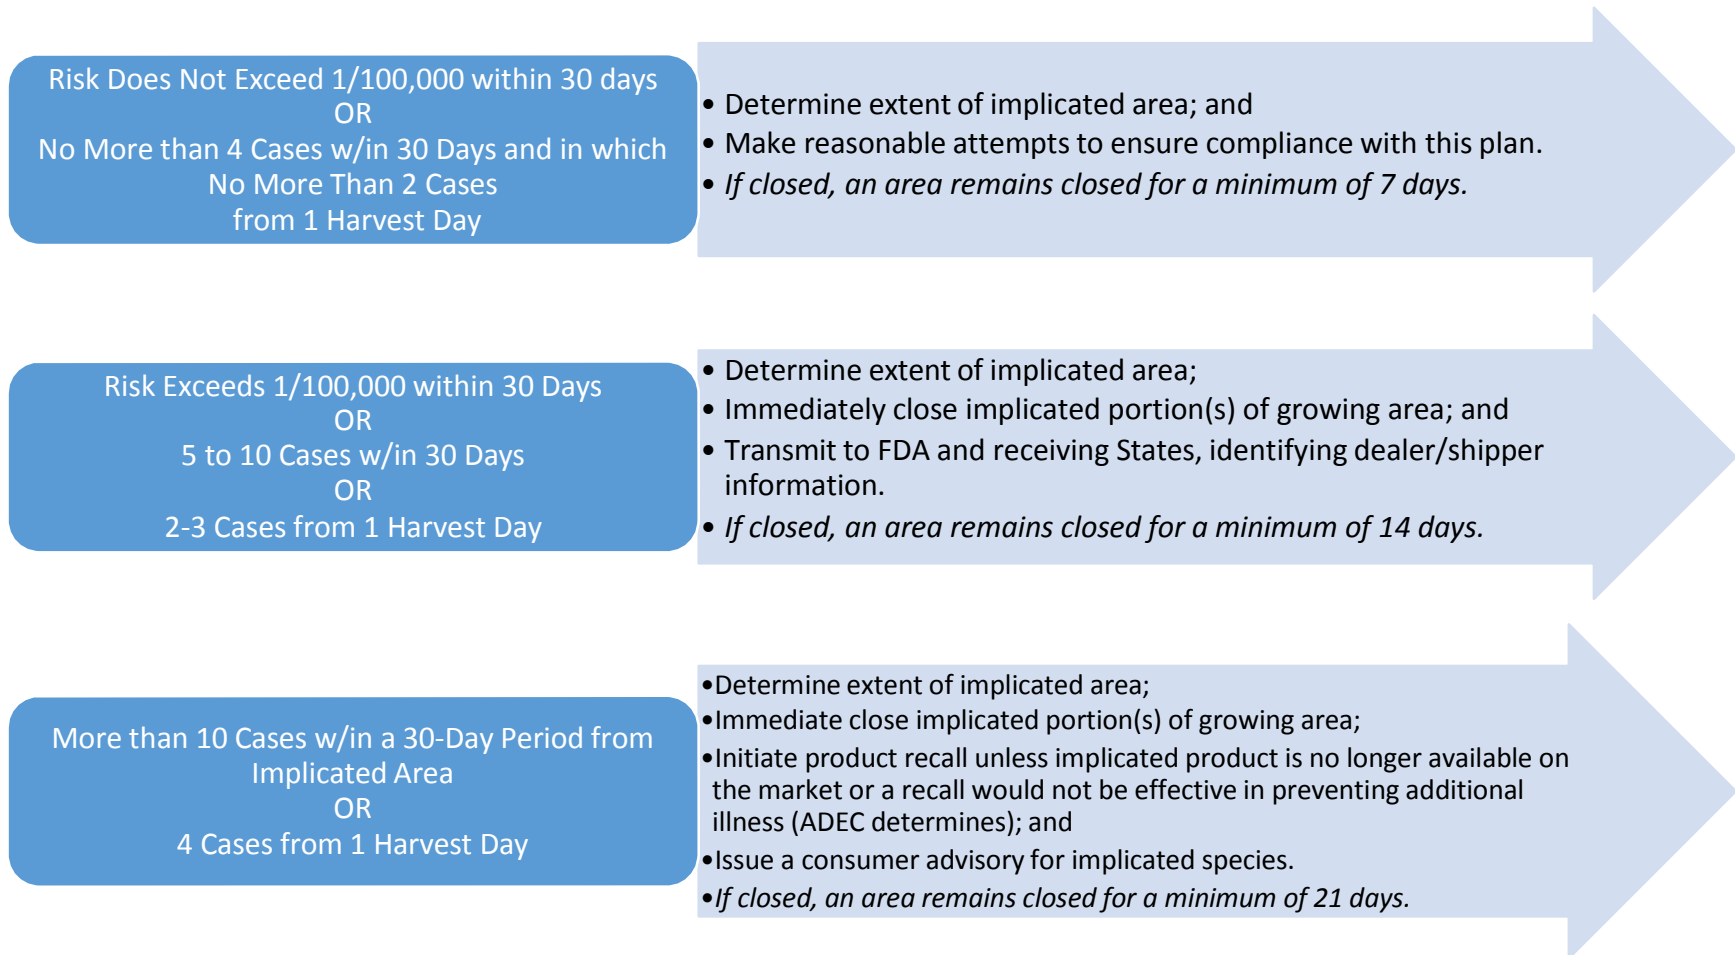 Risk Does Not Exceed 1/100,000 within 30 days
OR
No More than 4 Cases w/in 30 Days and in which
No More Than 2 Cases
from 1 Harvest Day
• Determine extent of implicated area; and
• Make reasonable attempts to ensure compliance with this plan.
• If closed, an area remains closed for a minimum of 7 days.
Risk Exceeds 1/100,000 within 30 Days
OR
5 to 10 Cases w/in 30 Days
OR
2-3 Cases from 1 Harvest Day
• Determine extent of implicated area;
• Immediately close implicated portion(s) of growing area; and
• Transmit to FDA and receiving States, identifying dealer/shipper
information.
• If closed, an area remains closed for a minimum of 14 days.
More than 10 Cases w/in a 30-Day Period from
Implicated Area
OR
4 Cases from 1 Harvest Day
•Determine extent of implicated area;
•Immediate close implicated portion(s) of growing area;
•Initiate product recall unless implicated product is no longer available on
the market or a recall would not be effective in preventing additional
illness (ADEC determines); and
•Issue a consumer advisory for implicated species.
•If closed, an area remains closed for a minimum of 21 days.